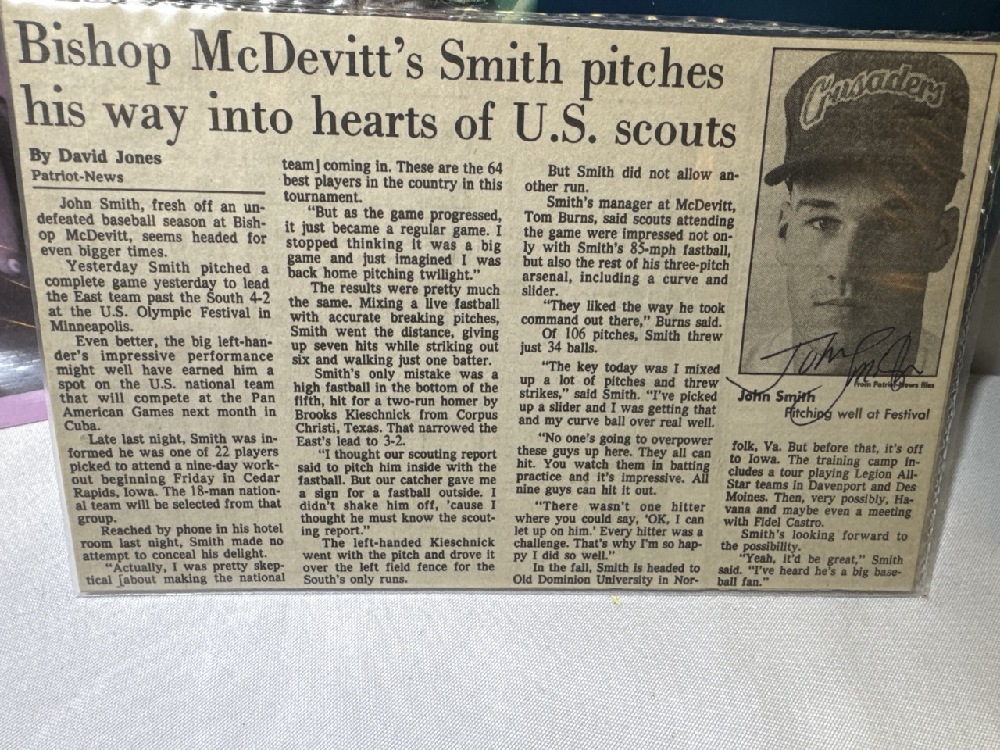 Bishop McDevitt's Smith pitches
his way into hearts of U.S. scouts
By David Jones
Patriot-News
John Smith, fresh off an un-
defeated baseball season at Bish-
op McDevitt, seems headed for
even bigger times.
Yesterday Smith pitched a
complete game yesterday to lead
the East team past the South 4-2
at the U.S. Olympic Festival in
Minneapolis.
Even better, the big left-han-
der's impressive performance
might well have earned him a
spot on the U.S. national team
that will compete at the Pan
American Games next month in
Cuba.
Late last night, Smith was in-
formed he was one of 22 players
picked to attend a nine-day work-
out beginning Friday in Cedar
Rapids, Iowa. The 18-man nation-
al team will be selected from that
group.
Reached by phone in his hotel
room last night, Smith made no
attempt to conceal his delight.
"Actually, I was pretty skep-
tical [about making the national
team] coming in. These are the 64
best players in the country in this
tournament.
"But as the game progressed,
it just became a regular game. I
stopped thinking it was a big
game and just imagined I was
back home pitching twilight."
The results were pretty much
the same. Mixing a live fastball
with accurate breaking pitches,
Smith went the distance, giving
up seven hits while striking out
six and walking just one batter.
Smith's only mistake was a
high fastball in the bottom of the
fifth, hit for a two-run homer by
Brooks Kieschnick from Corpus
Christi, Texas. That narrowed the
East's lead to 3-2.
"I thought our scouting report
said to pitch him inside with the
fastball. But our catcher gave me
a sign for a fastball outside. I
didn't shake him off, 'cause I
thought he must know the scout-
ing report."
The left-handed Kieschnick
went with the pitch and drove it
over the left field fence for the
South's only runs.
But Smith did not allow an-
other run.
Smith's manager at McDevitt,
Tom Burns, said scouts attending
the game were impressed not on-
ly with Smith's 85-mph fastball,
but also the rest of his three-pitch
arsenal, including a curve and
slider.
"They liked the way he took
command out there," Burns said.
Of 106 pitches, Smith threw
just 34 balls.
"The key today was I mixed
up a lot of pitches and threw
strikes," said Smith. "I've picked
up a slider and I was getting that
and my curve ball over real well.
"No one's going to overpower
these guys up here. They all can
hit. You watch them in batting
practice and it's impressive. All
nine guys can hit it out.
"There wasn't one hitter
where you could say, 'OK, I can
let up on him.' Every hitter was a
challenge. That's why I'm so hap-
py I did so well."
In the fall, Smith is headed to
Old Dominion University in Nor-
Crusaders
John Smith
From Patriot-News files
John Smith
Pitching well at Festival
folk, Va. But before that, it's off
to Iowa. The training camp in-
cludes a tour playing Legion All-
Star teams in Davenport and Des
Moines. Then, very possibly, Ha-
vana and maybe even a meeting
with Fidel Castro.
Smith's looking forward to
the possibility.
"Yeah, it'd be great," Smith
said. "I've heard he's a big base-
ball fan."